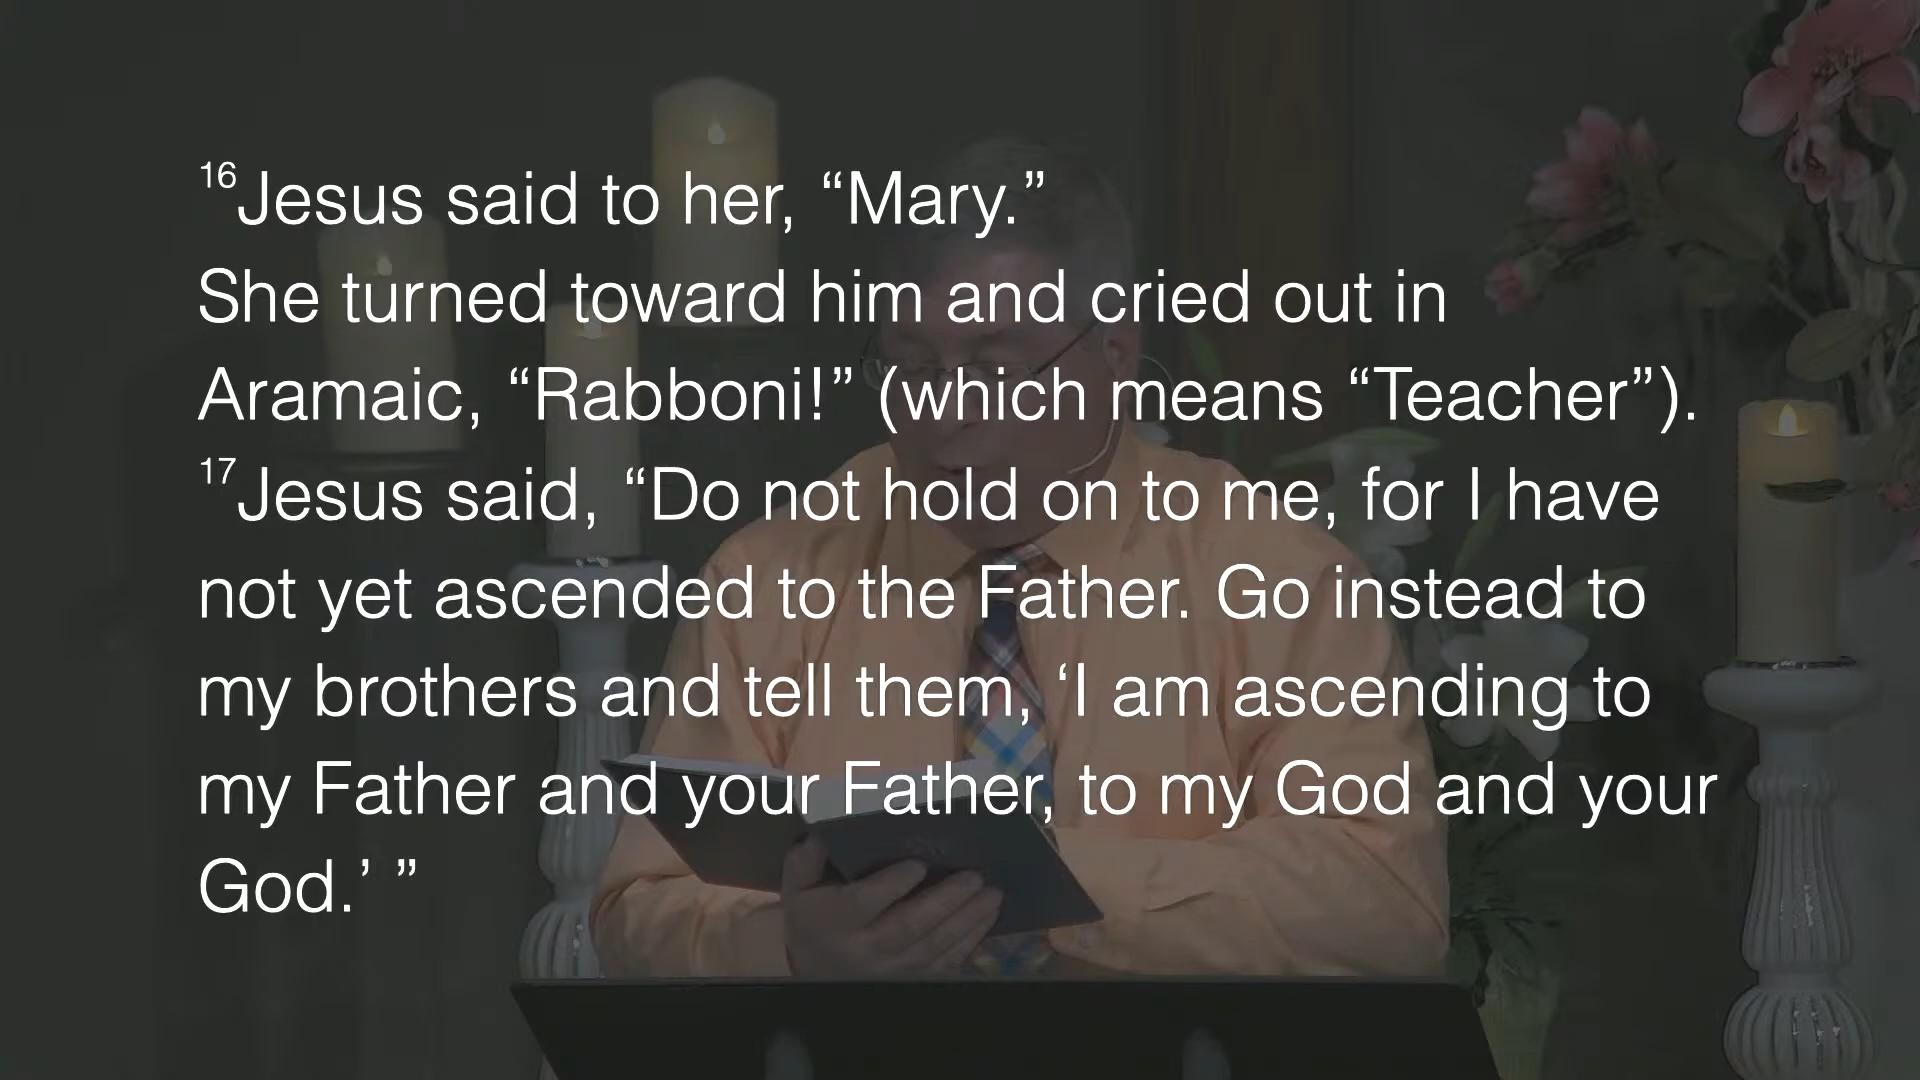 16Jesus said to her, “Mary.”
She turned toward him and cried out in
Aramaic, “Rabboni!” (which means “Teacher”).
17Jesus said, “Do not hold on to me, for I have
not yet ascended to the Father. Go instead to
my brothers and tell them, ‘I am ascending to
my Father and your Father, to my God and your
God.’ ”